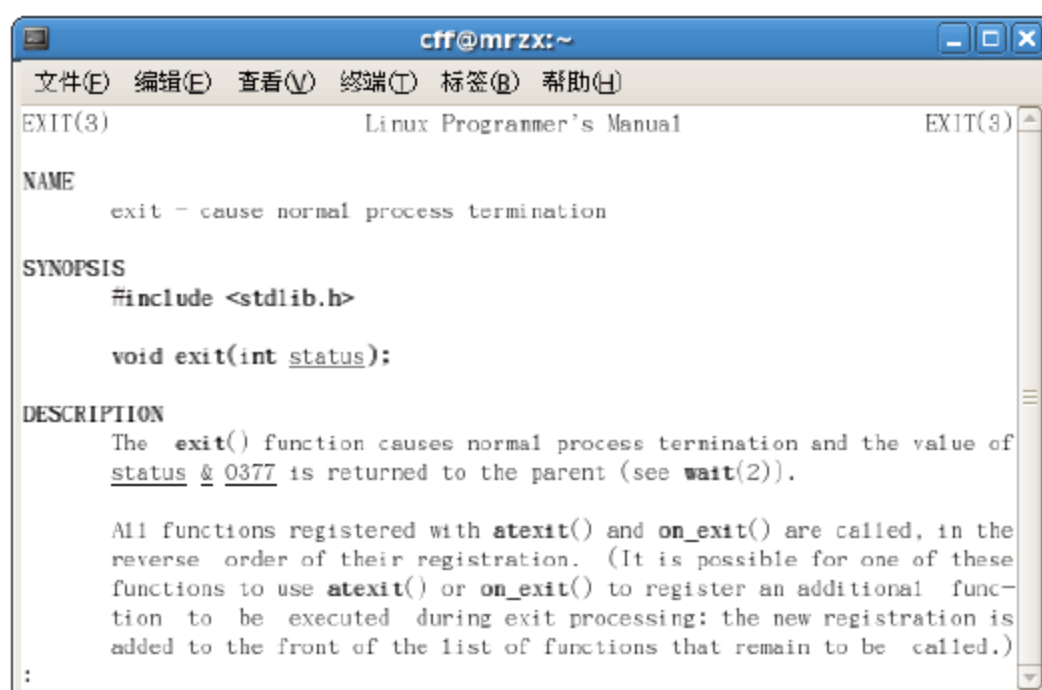 cff@mrzx:~
文件(F) 编辑(E) 查看(V) 终端(T) 标签(B) 帮助(H)
EXIT(3) Linux Programmer's Manual EXIT(3)
NAME
exit - cause normal process termination
SYNOPSIS
#include <stdlib.h>
void exit(int status);
DESCRIPTION
The exit() function causes normal process termination and the value of
status & 0377 is returned to the parent (see wait(2)).
All functions registered with atexit() and on_exit() are called, in the
reverse order of their registration. (It is possible for one of these
functions to use atexit() or on_exit() to register an additional func-
tion to be executed during exit processing: the new registration is
added to the front of the list of functions that remain to be called.)
: